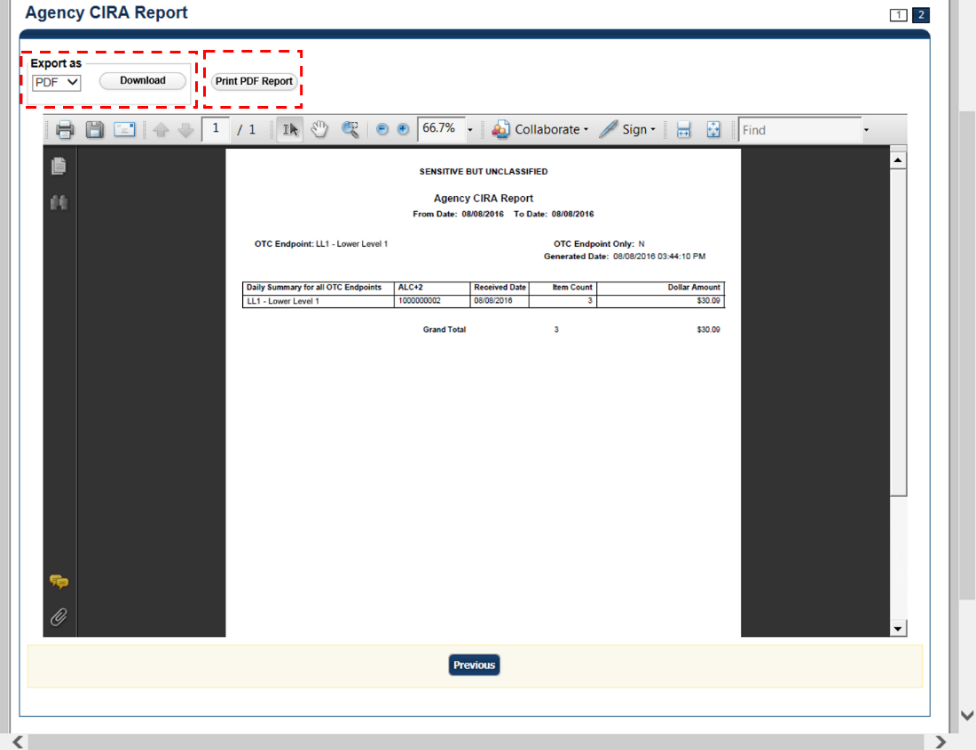 Agency CIRA Report
1 2
Export as
PDF Download Print PDF Report
1 / 1 66.7% Collaborate Sign Find
SENSITIVE BUT UNCLASSIFIED
Agency CIRA Report
From Date: 08/08/2016 To Date: 08/08/2016
OTC Endpoint: LL1 - Lower Level 1 OTC Endpoint Only: N
Generated Date: 08/08/2016 03:44:10 PM
Daily Summary for all OTC Endpoints ALC+2 Received Date Item Count Dollar Amount
LL1 - Lower Level 1 1000000002 08/08/2016 3 $30.09
Grand Total 3 $30.09
Previous